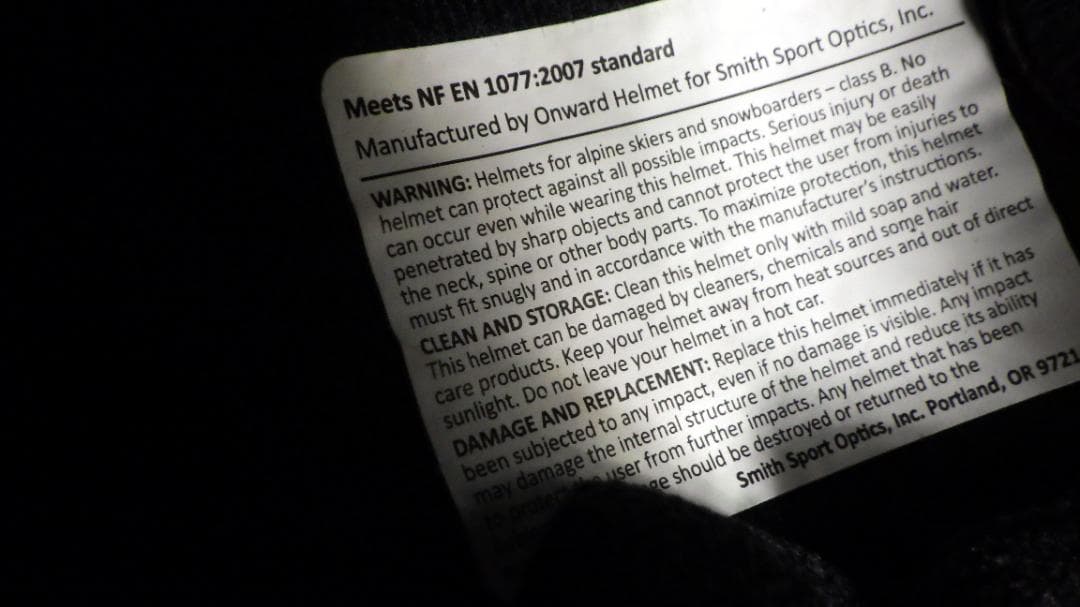 Meets NF EN 1077:2007 standard
Manufactured by Onward Helmet for Smith Sport Optics, Inc.
WARNING: Helmets for alpine skiers and snowboarders – class B. No
helmet can protect against all possible impacts. Serious injury or death
can occur even while wearing this helmet. This helmet may be easily
penetrated by sharp objects and cannot protect the user from injuries to
the neck, spine or other body parts. To maximize protection, this helmet
must fit snugly and in accordance with the manufacturer's instructions.
CLEAN AND STORAGE: Clean this helmet only with mild soap and water.
This helmet can be damaged by cleaners, chemicals and some hair
care products. Keep your helmet away from heat sources and out of direct
sunlight. Do not leave your helmet in a hot car.
DAMAGE AND REPLACEMENT: Replace this helmet immediately if it has
been subjected to any impact, even if no damage is visible. Any impact
may damage the internal structure of the helmet and reduce its ability
to protect the user from further impacts. Any helmet that has been
should be destroyed or returned to the
Smith Sport Optics, Inc. Portland, OR 9721